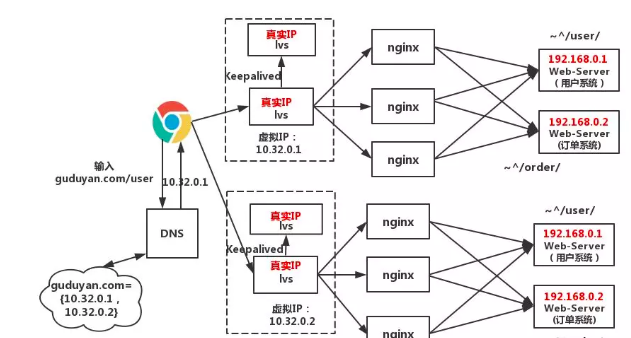 真实IP
lvs
Keepalived
真实IP
lvs
虚拟IP：
10.32.0.1
nginx
nginx
nginx
~^/user/
192.168.0.1
Web-Server
（用户系统）
192.168.0.2
Web-Server
(订单系统)
~^/order/
输入
guduyan.com/user
10.32.0.1
DNS
guduyan.com=
{10.32.0.1，
10.32.0.2}
真实IP
lvs
Keepalived
真实IP
lvs
虚拟IP：
10.32.0.2
nginx
nginx
nginx
~^/user/
192.168.0.1
Web-Server
（用户系统）
192.168.0.2
Web-Server
(订单系统)